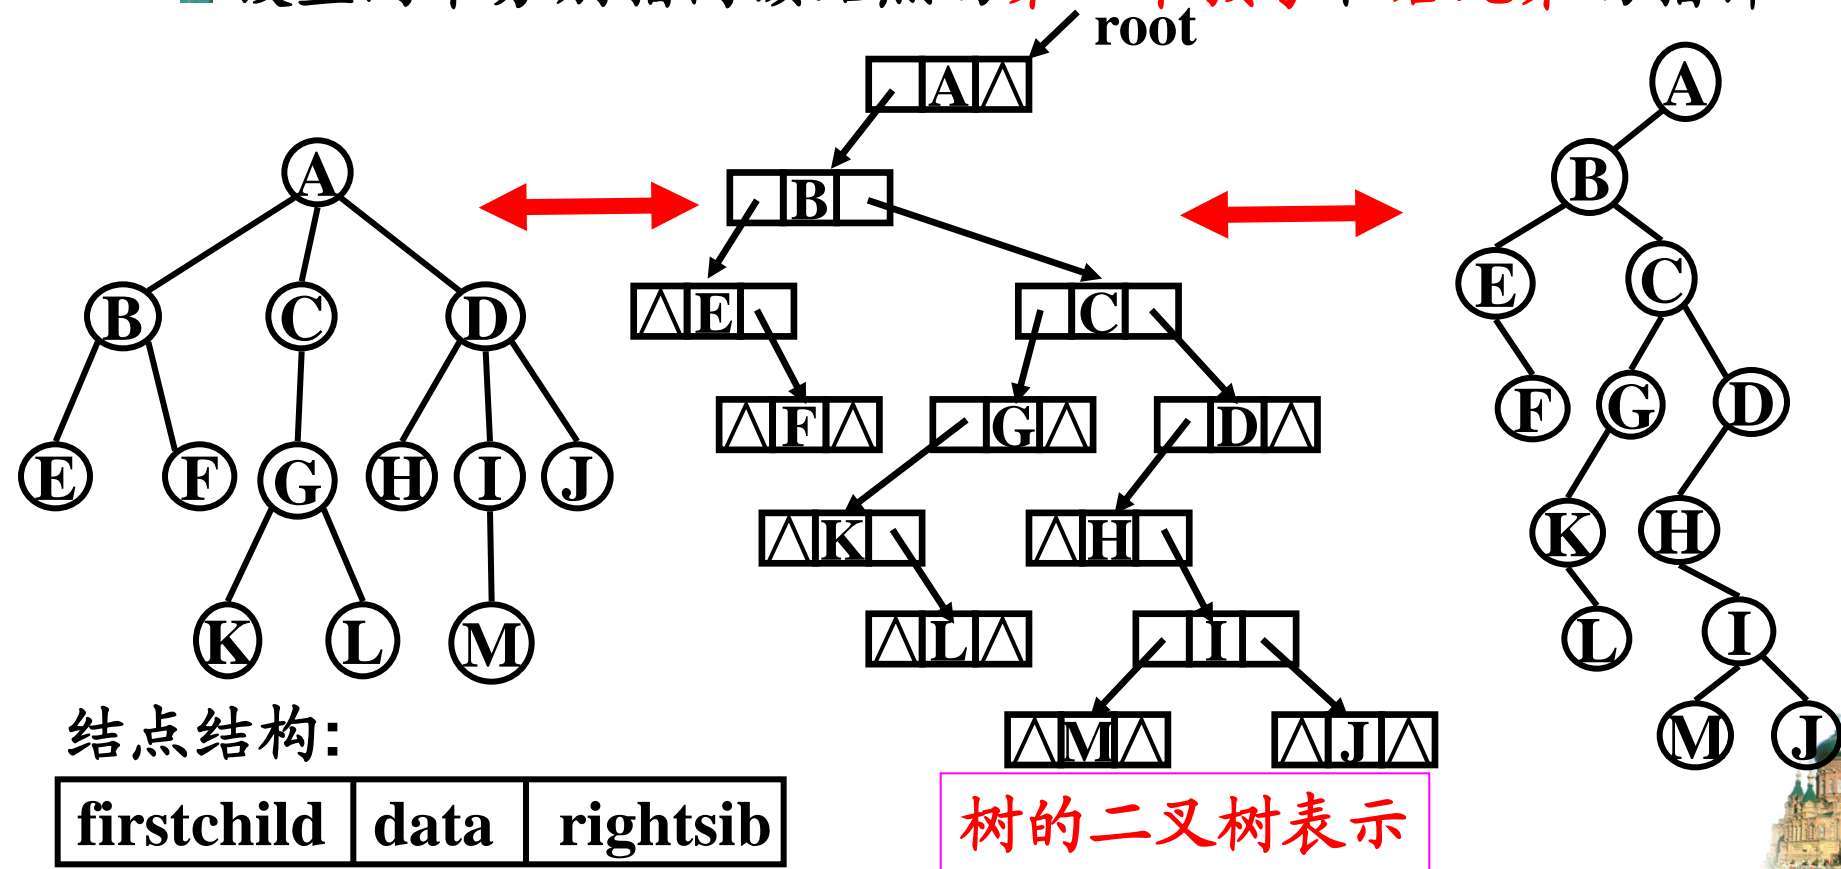 root
A
B
C
D
E
F
G
H
I
J
K
L
M
∧ A ∧
B
∧ E
C
∧ F ∧
G ∧
D ∧
∧ K
∧ H
∧ L ∧
I
∧ M ∧
∧ J ∧
A
B
E
C
F
G
D
K
H
L
I
M
J
结点结构:
firstchild data rightsib
树的二叉树表示